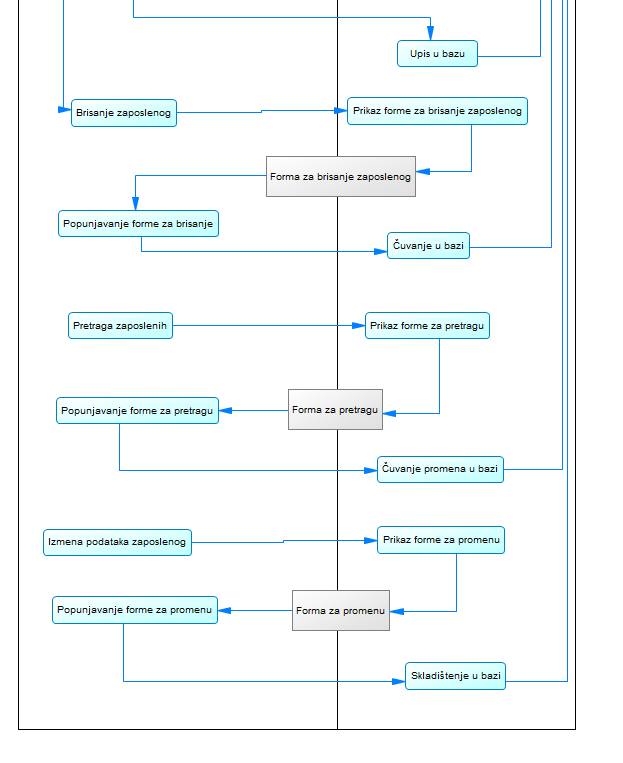 Upis u bazu
Brisanje zaposlenog
Prikaz forme za brisanje zaposlenog
Forma za brisanje zaposlenog
Popunjavanje forme za brisanje
Čuvanje u bazi
Pretraga zaposlenih
Prikaz forme za pretragu
Forma za pretragu
Popunjavanje forme za pretragu
Čuvanje promena u bazi
Izmena podataka zaposlenog
Prikaz forme za promenu
Forma za promenu
Popunjavanje forme za promenu
Skladištenje u bazi